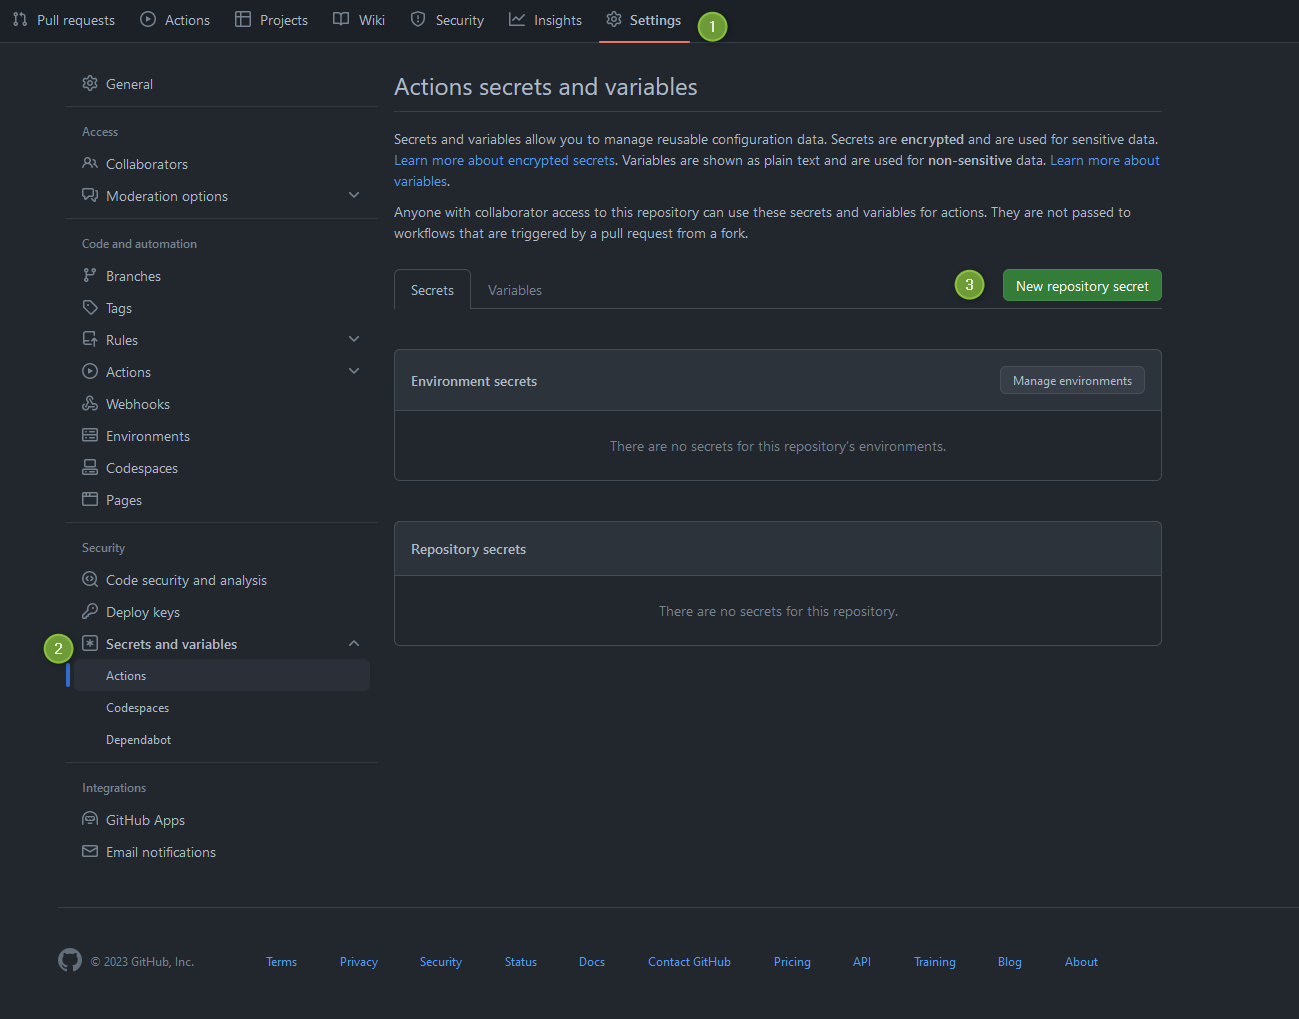 Pull requests
Actions
Projects
Wiki
Security
Insights
Settings
1
General
Access
Collaborators
Moderation options
Code and automation
Branches
Tags
Rules
Actions
Webhooks
Environments
Codespaces
Pages
Security
Code security and analysis
Deploy keys
2
Secrets and variables
Actions
Codespaces
Dependabot
Integrations
GitHub Apps
Email notifications
Actions secrets and variables
Secrets and variables allow you to manage reusable configuration data. Secrets are encrypted and are used for sensitive data.
Learn more about encrypted secrets. Variables are shown as plain text and are used for non-sensitive data. Learn more about
variables.
Anyone with collaborator access to this repository can use these secrets and variables for actions. They are not passed to
workflows that are triggered by a pull request from a fork.
Secrets
Variables
3
New repository secret
Environment secrets
Manage environments
There are no secrets for this repository's environments.
Repository secrets
There are no secrets for this repository.
© 2023 GitHub, Inc.
Terms
Privacy
Security
Status
Docs
Contact GitHub
Pricing
API
Training
Blog
About